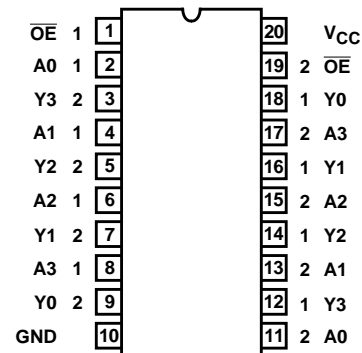 OE 1 1 20 VCC
A0 1 2 19 2 OE
Y3 2 3 18 1 Y0
A1 1 4 17 2 A3
Y2 2 5 16 1 Y1
A2 1 6 15 2 A2
Y1 2 7 14 1 Y2
A3 1 8 13 2 A1
Y0 2 9 12 1 Y3
GND 10 11 2 A0